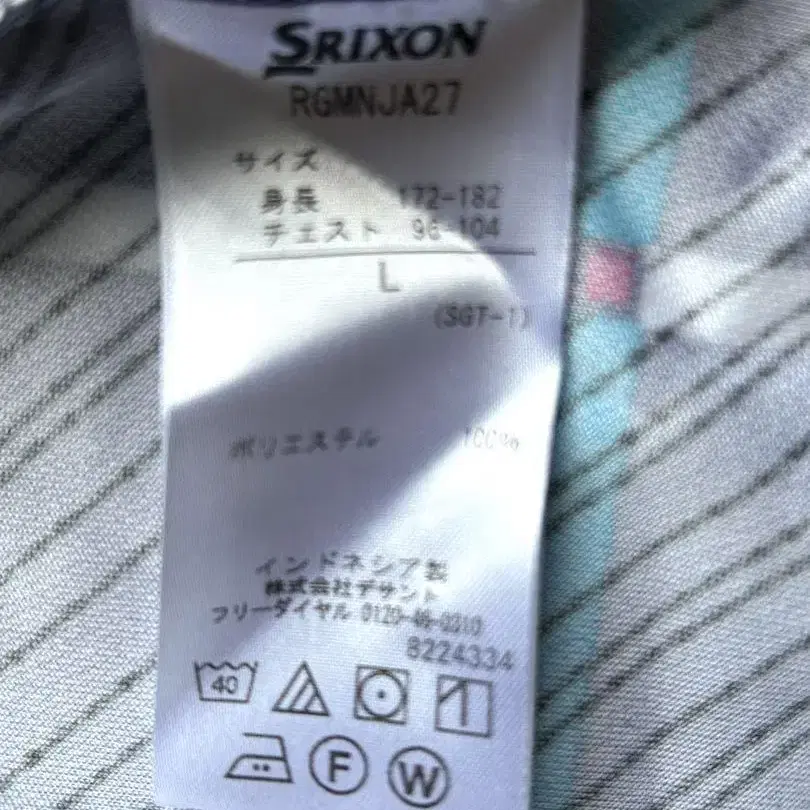 SRIXON
RGMNJA27
サイズ
身長 172-182
チェスト 96-104
L
(SGT-1)
ポリエステル 100%
インドネシア製
株式会社デサント
フリーダイヤル 0120-46-0310
8224334
40
F
W